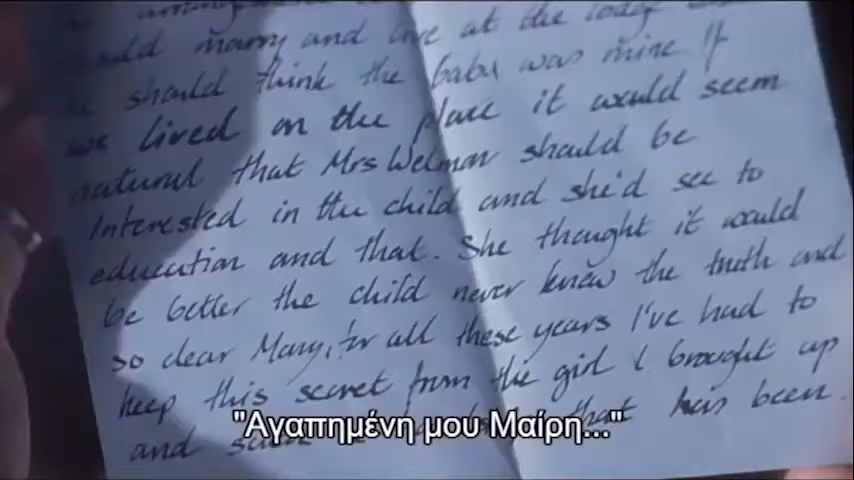 would marry and live at the lodge
he should think the baby was mine If
we lived on the place it would seem
natural that Mrs Welman should be
interested in the child and she'd see to
education and that. She thought it would
be better the child never knew the truth and
so dear Mary, for all these years I've had to
keep this secret from the girl I brought up
and that has been.
"Αγαπημένη μου Μαίρη..."